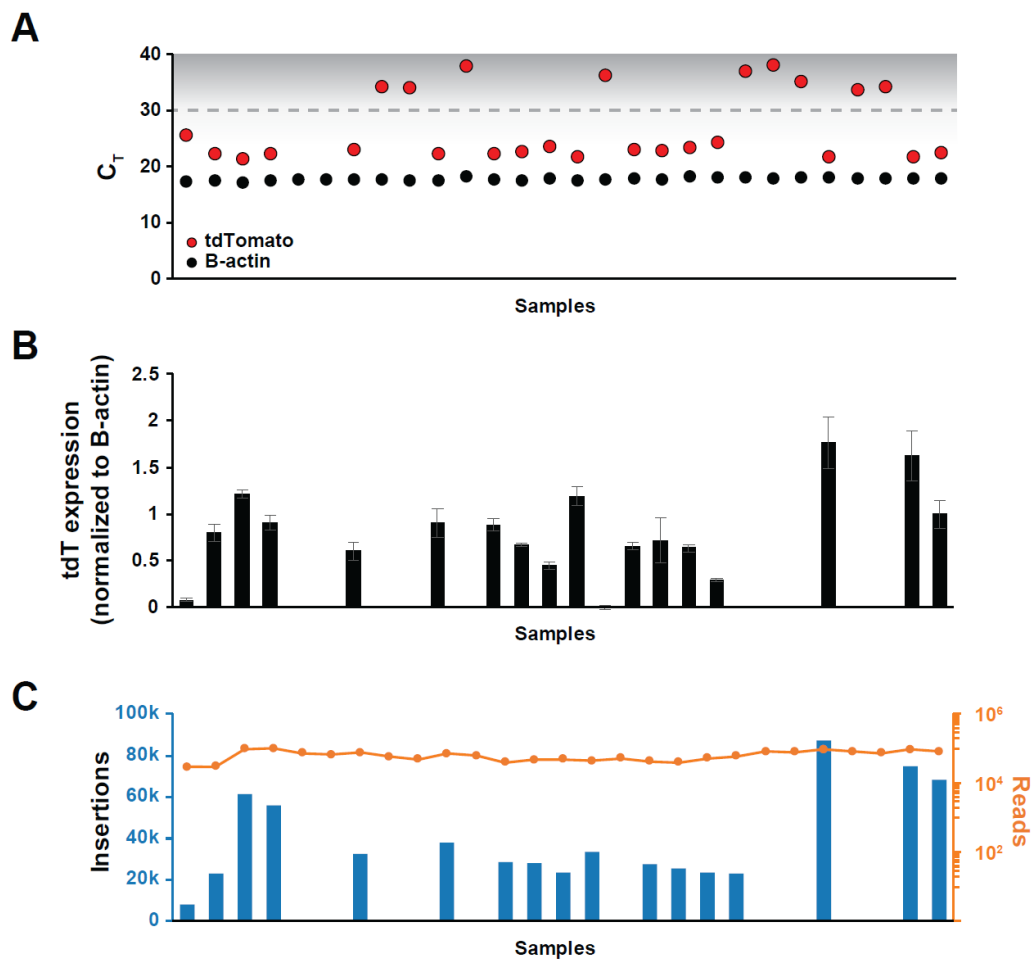 A
40
30
20
10
0
C_T
tdTomato
B-actin
Samples
B
2.5
2
1.5
1
0.5
0
tdT expression
(normalized to B-actin)
Samples
C
100k
80k
60k
40k
20k
0
Insertions
10^6
10^4
10^2
Reads
Samples